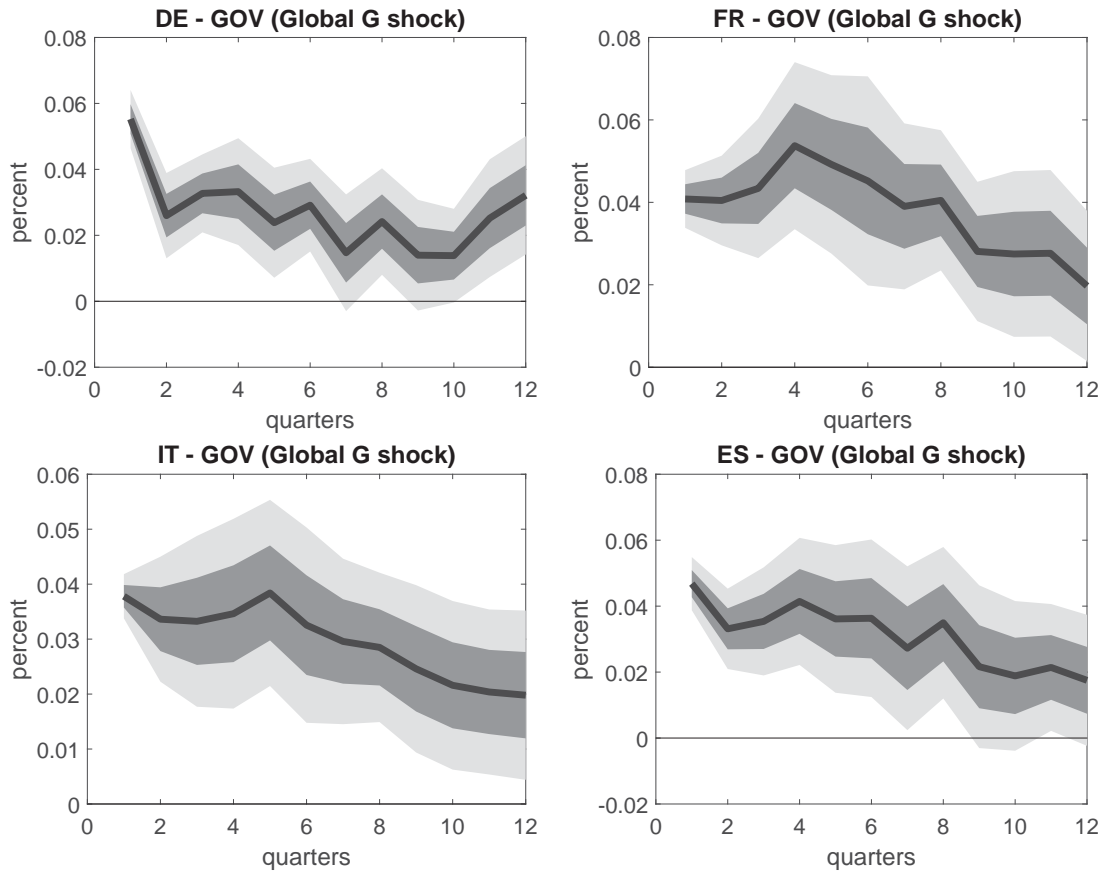 DE - GOV (Global G shock)
0.08
0.06
0.04
0.02
0
-0.02
percent
0 2 4 6 8 10 12
quarters
FR - GOV (Global G shock)
0.08
0.06
0.04
0.02
0
percent
0 2 4 6 8 10 12
quarters
IT - GOV (Global G shock)
0.06
0.05
0.04
0.03
0.02
0.01
0
percent
0 2 4 6 8 10 12
quarters
ES - GOV (Global G shock)
0.08
0.06
0.04
0.02
0
-0.02
percent
0 2 4 6 8 10 12
quarters